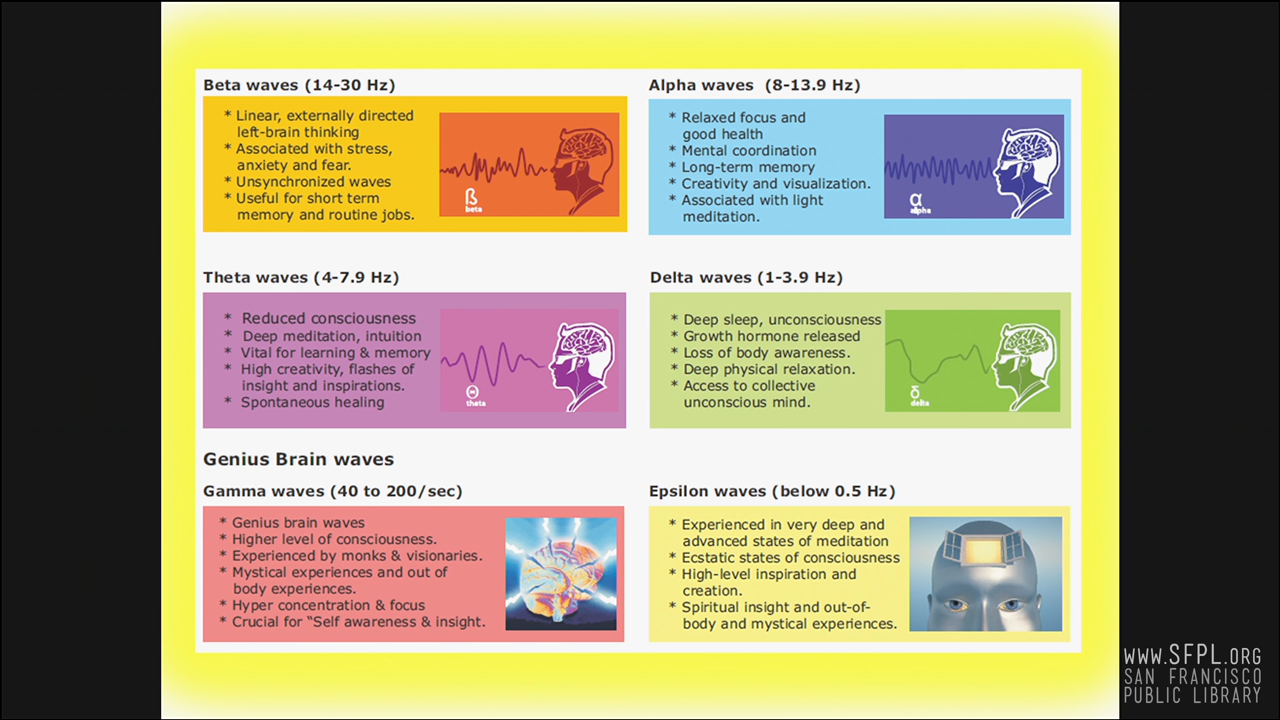 Beta waves (14-30 Hz)
* Linear, externally directed
left-brain thinking
* Associated with stress,
anxiety and fear.
* Unsynchronized waves
* Useful for short term
memory and routine jobs.
ß
beta
Alpha waves (8-13.9 Hz)
* Relaxed focus and
good health
* Mental coordination
* Long-term memory
* Creativity and visualization.
* Associated with light
meditation.
α
alpha
Theta waves (4-7.9 Hz)
* Reduced consciousness
* Deep meditation, intuition
* Vital for learning & memory
* High creativity, flashes of
insight and inspirations.
* Spontaneous healing
Θ
theta
Delta waves (1-3.9 Hz)
* Deep sleep, unconsciousness
* Growth hormone released
* Loss of body awareness.
* Deep physical relaxation.
* Access to collective
unconscious mind.
δ
delta
Genius Brain waves
Gamma waves (40 to 200/sec)
* Genius brain waves
* Higher level of consciousness.
* Experienced by monks & visionaries.
* Mystical experiences and out of
body experiences.
* Hyper concentration & focus
* Crucial for “Self awareness & insight.
Epsilon waves (below 0.5 Hz)
* Experienced in very deep and
advanced states of meditation
* Ecstatic states of consciousness
* High-level inspiration and
creation.
* Spiritual insight and out-of-
body and mystical experiences.
www.SFPL.ORG
SAN FRANCISCO
PUBLIC LIBRARY